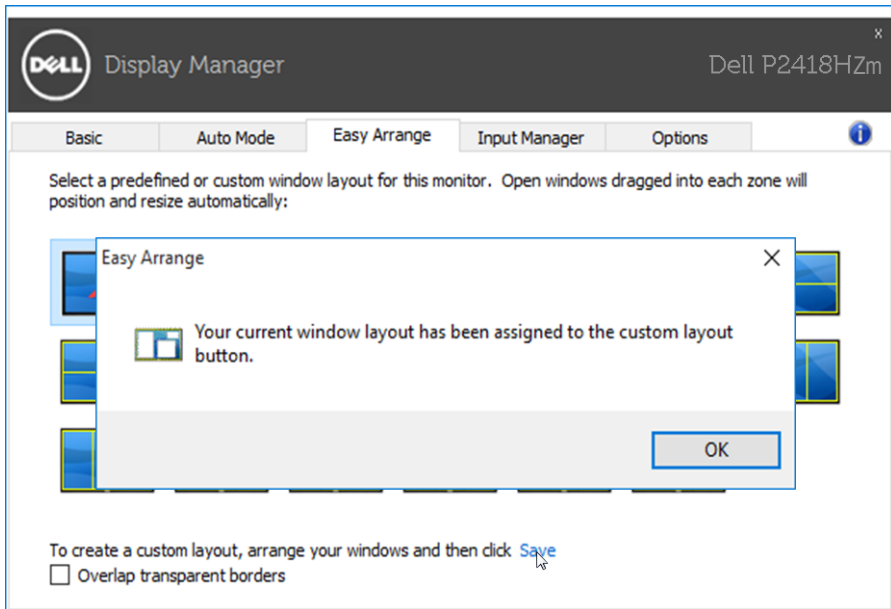 DELL Display Manager
x
Dell P2418HZm
Basic Auto Mode Easy Arrange Input Manager Options
Select a predefined or custom window layout for this monitor. Open windows dragged into each zone will
position and resize automatically:
Easy Arrange
Your current window layout has been assigned to the custom layout
button.
OK
To create a custom layout, arrange your windows and then click Save
Overlap transparent borders